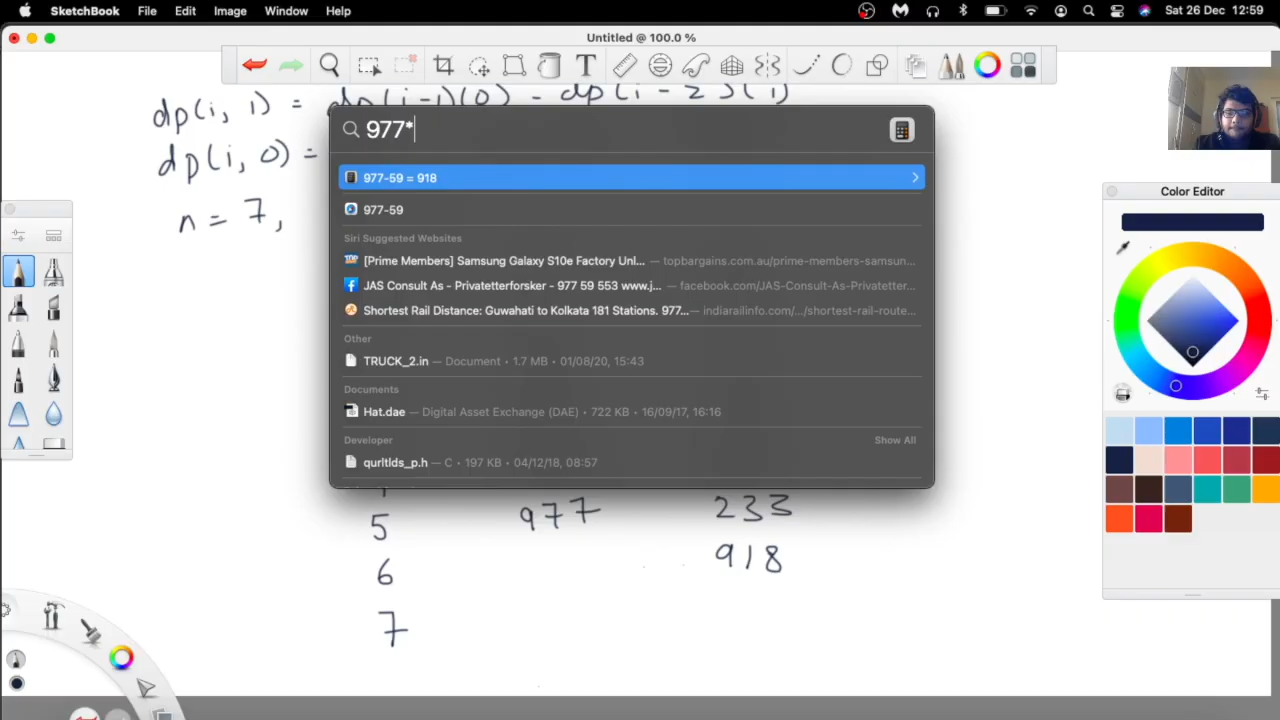 SketchBook File Edit Image Window Help Sat 26 Dec 12:59
Untitled @ 100.0 %
dp(i, 1) = dp(i-1)(0) - dp(i-2)(1)
977*
dp(i, 0) =
977-59 = 918
977-59
n = 7,
Siri Suggested Websites
[Prime Members] Samsung Galaxy S10e Factory Unl... — topbargains.com.au/prime-members-samsun...
JAS Consult As - Privatetterforsker - 977 59 553 www.j... — facebook.com/JAS-Consult-As-Privatetter...
Shortest Rail Distance: Guwahati to Kolkata 181 Stations. 977... — indiarailinfo.com/.../shortest-rail-route...
Other
TRUCK_2.in — Document • 1.7 MB • 01/08/20, 15:43
Documents
Hat.dae — Digital Asset Exchange (DAE) • 722 KB • 16/09/17, 16:16
Developer Show All
qurltlds_p.h — C • 197 KB • 04/12/18, 08:57
5 977 233
6 918
7
Color Editor